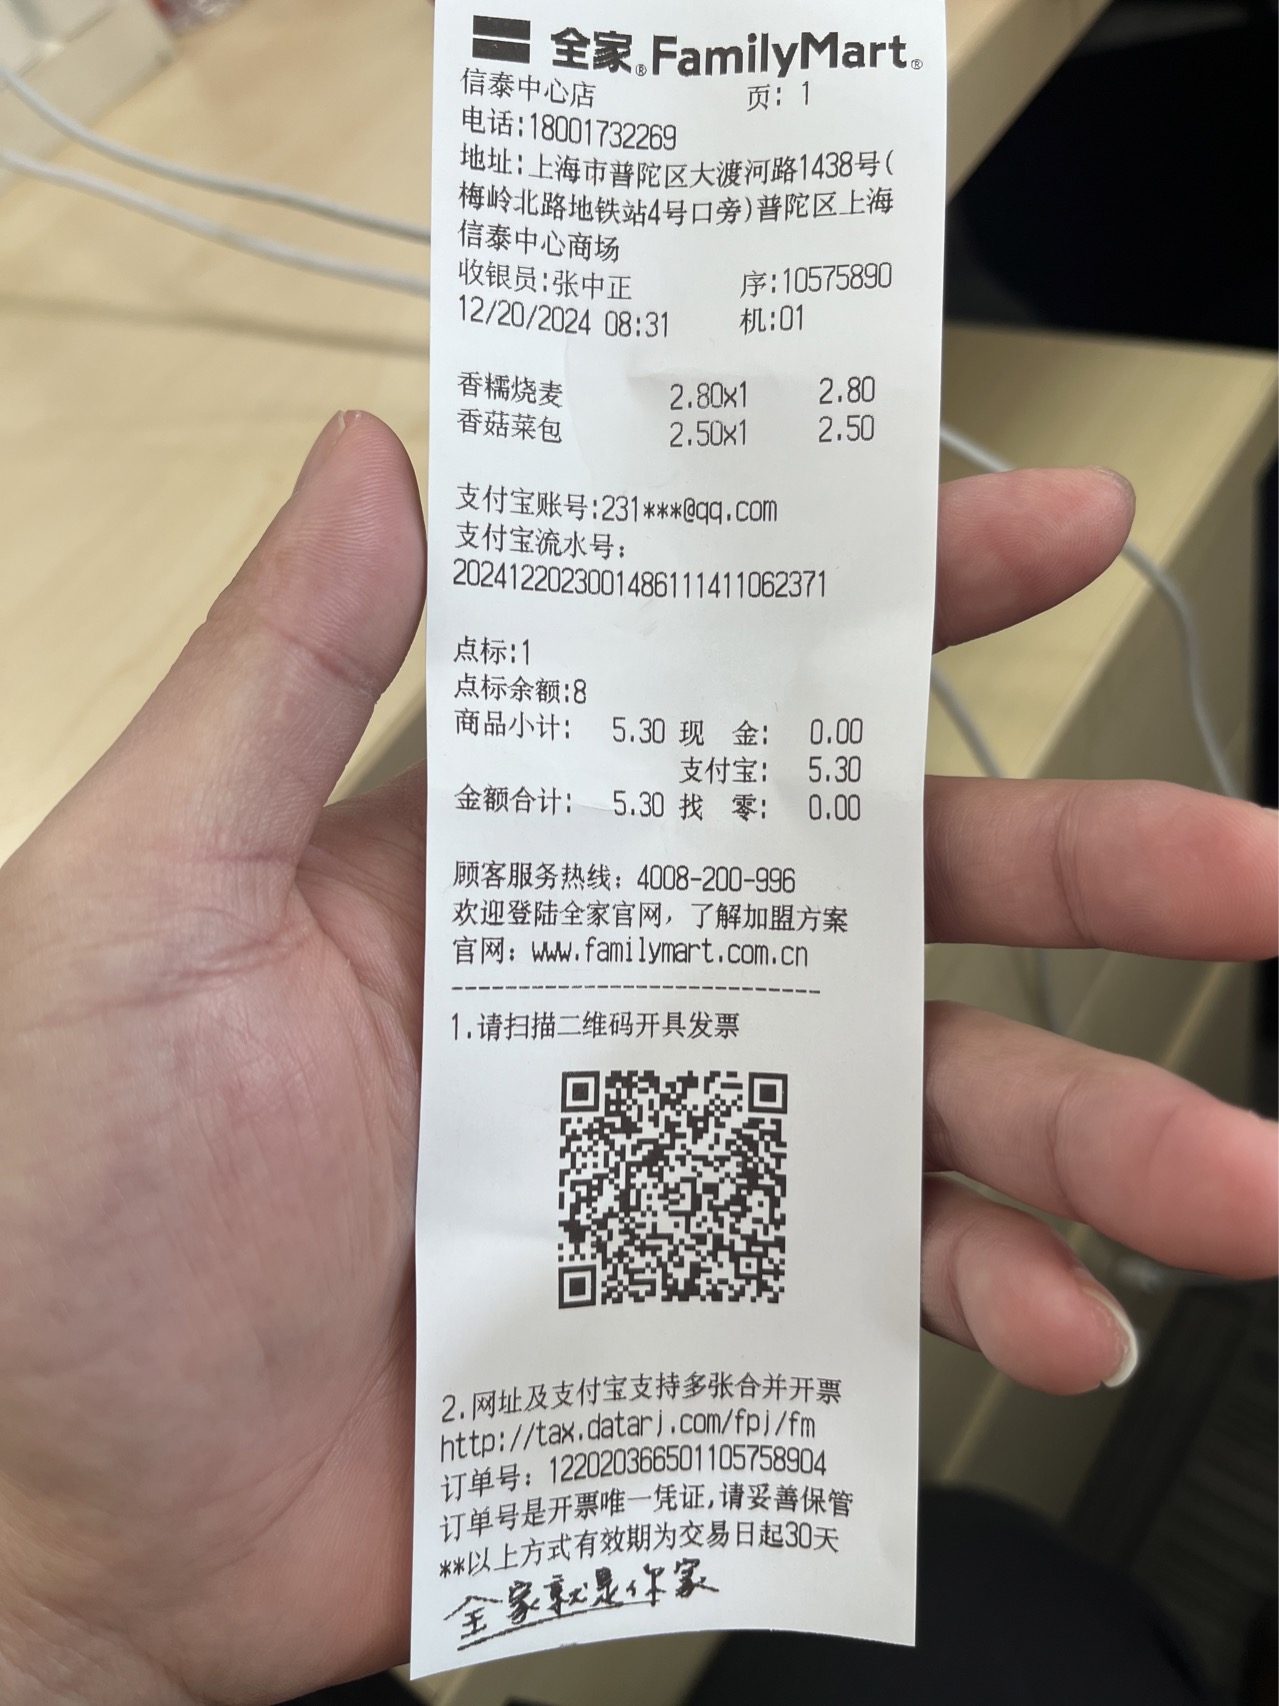 全家®FamilyMart®
信泰中心店 页: 1
电话:18001732269
地址:上海市普陀区大渡河路1438号(
梅岭北路地铁站4号口旁)普陀区上海
信泰中心商场
收银员:张中正 序:10575890
12/20/2024 08:31 机:01
香糯烧麦 2.80x1 2.80
香菇菜包 2.50x1 2.50
支付宝账号:231***@qq.com
支付宝流水号:
2024122023001486111411062371
点标:1
点标余额:8
商品小计: 5.30 现 金: 0.00
支付宝: 5.30
金额合计: 5.30 找 零: 0.00
顾客服务热线: 4008-200-996
欢迎登陆全家官网，了解加盟方案
官网: www.familymart.com.cn
----------------------------
1.请扫描二维码开具发票
2.网址及支付宝支持多张合并开票
http://tax.datarj.com/fpj/fm
订单号: 122020366501105758904
订单号是开票唯一凭证,请妥善保管
**以上方式有效期为交易日起30天
全家就是你家